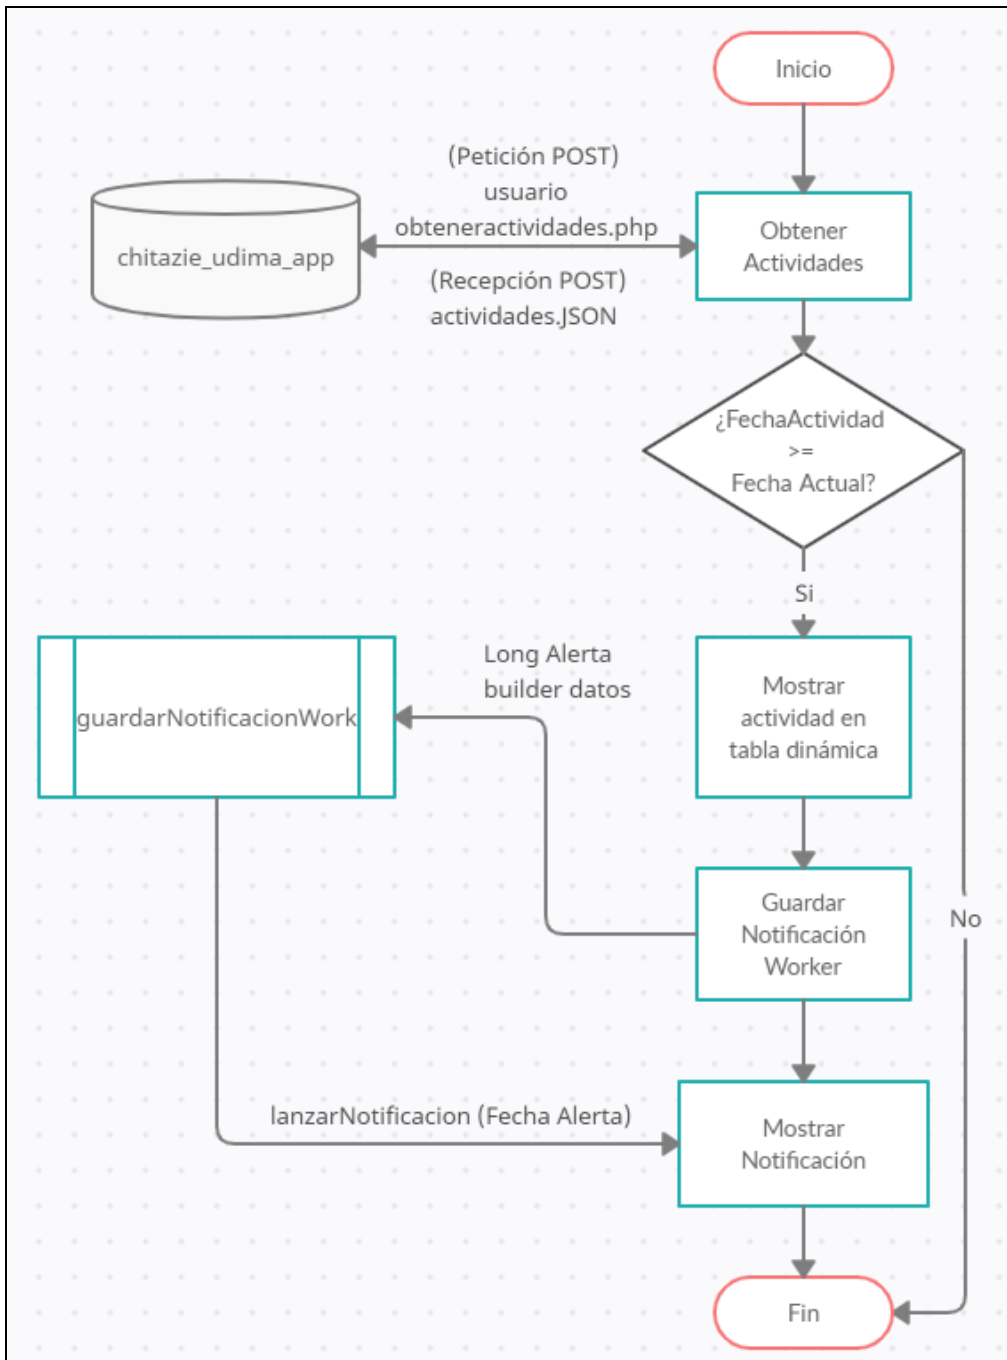 Inicio
(Petición POST)
usuario
obteneractividades.php
chitazie_udima_app
Obtener
Actividades
(Recepción POST)
actividades.JSON
¿FechaActividad
>=
Fecha Actual?
Si
Long Alerta
builder datos
guardarNotificacionWork
Mostrar
actividad en
tabla dinámica
Guardar
Notificación
Worker
No
lanzarNotificacion (Fecha Alerta)
Mostrar
Notificación
Fin